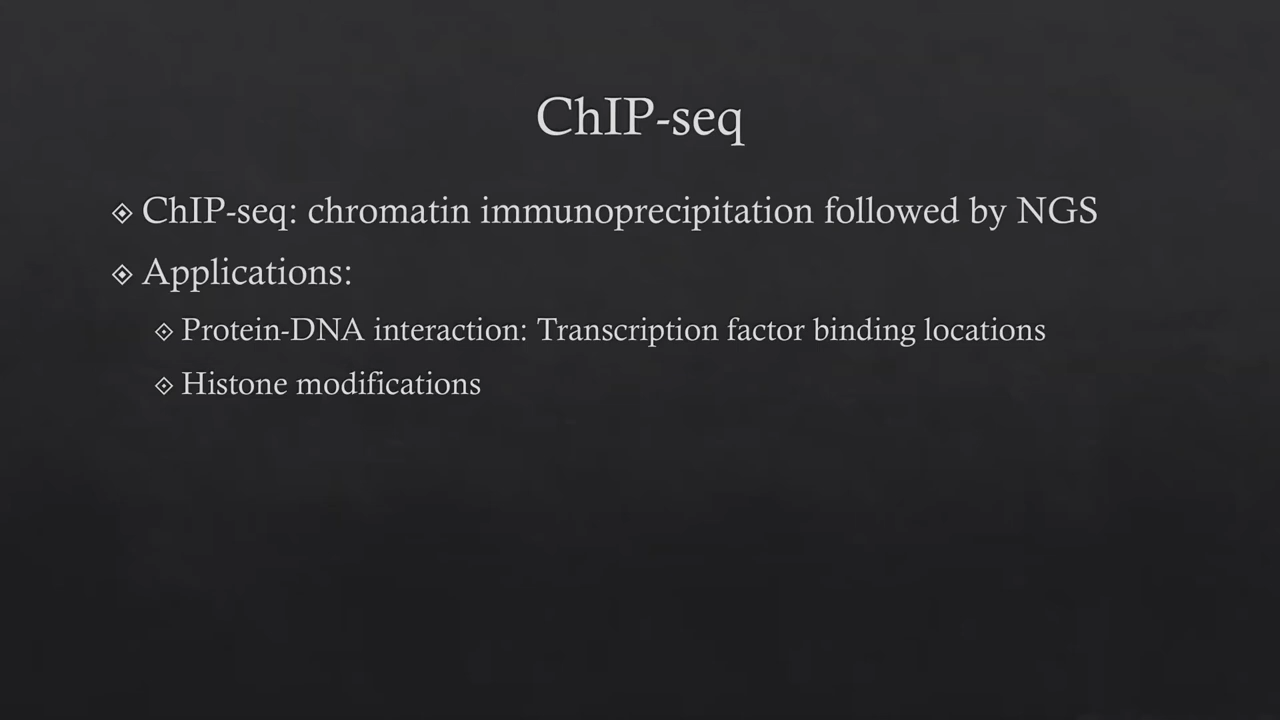 ChIP-seq
ChIP-seq: chromatin immunoprecipitation followed by NGS
Applications:
Protein-DNA interaction: Transcription factor binding locations
Histone modifications